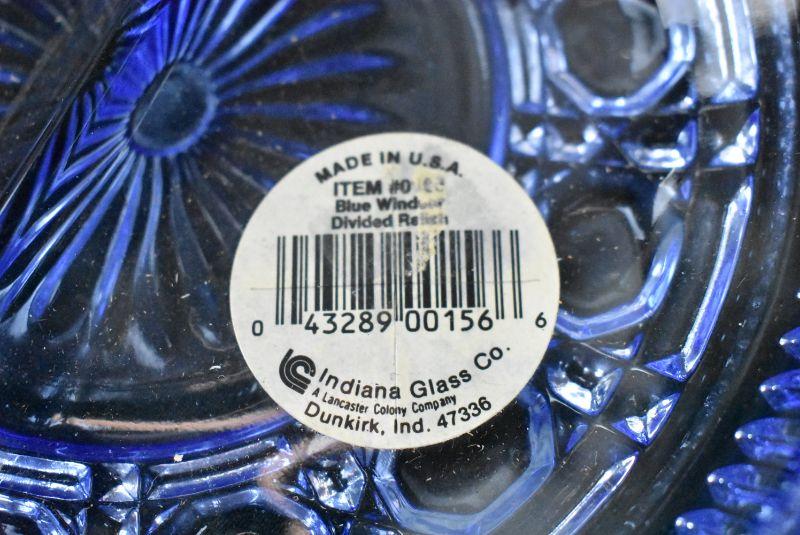 MADE IN U.S.A.
ITEM
Blue Windsor
Divided Relish
0 43289 00156 6
Indiana Glass Co.
A Lancaster Colony Company
Dunkirk, Ind. 47336